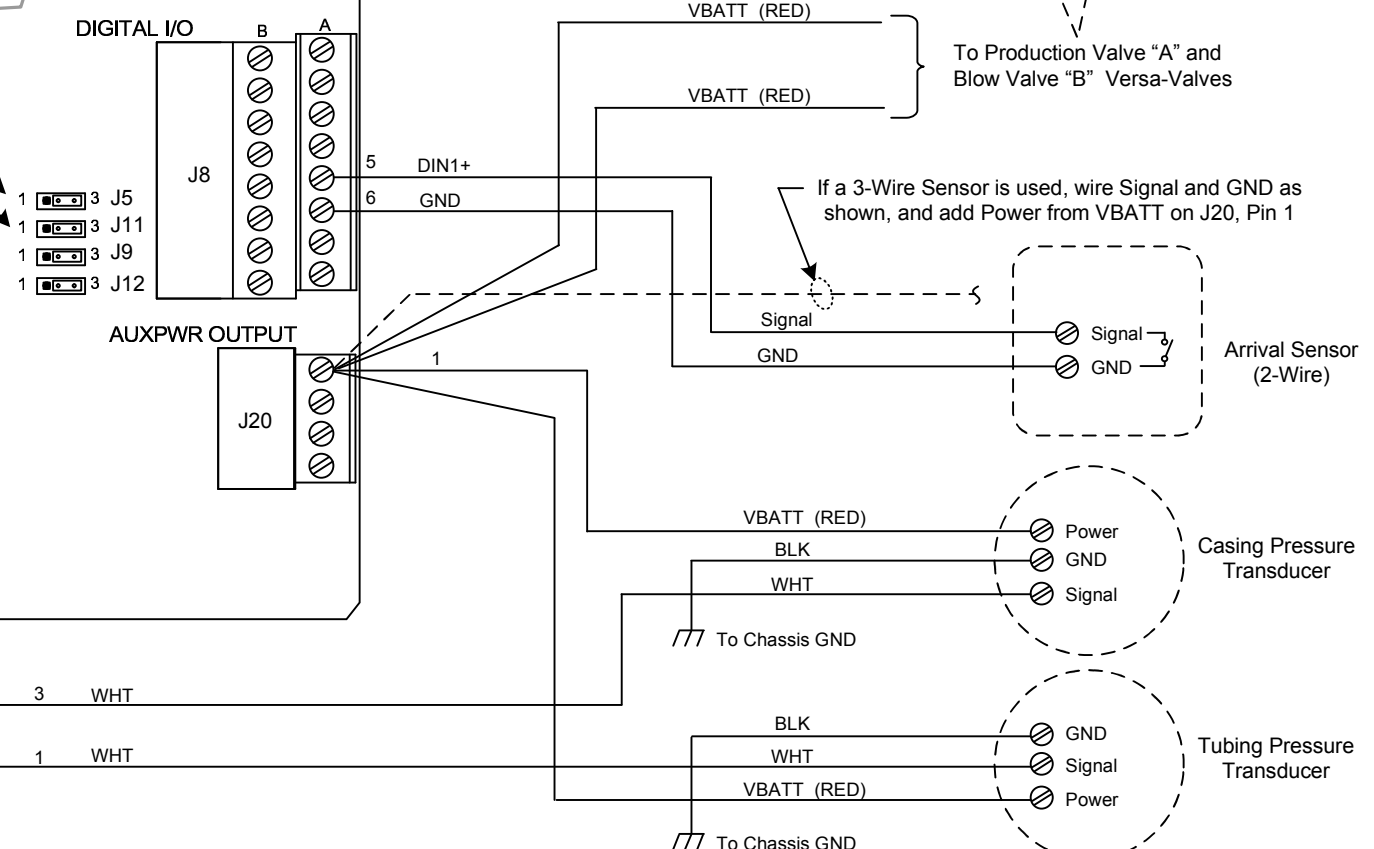 VBATT (RED)
DIGITAL I/O
B
A
To Production Valve “A” and
Blow Valve “B” Versa-Valves
VBATT (RED)
5
DIN1+
J8
6
GND
If a 3-Wire Sensor is used, wire Signal and GND as
shown, and add Power from VBATT on J20, Pin 1
1
3 J5
1
3 J11
1
3 J9
1
3 J12
AUXPWR OUTPUT
Signal
Signal
GND
GND
Arrival Sensor
(2-Wire)
1
J20
VBATT (RED)
Power
BLK
GND
WHT
Signal
Casing Pressure
Transducer
To Chassis GND
3
WHT
BLK
GND
1
WHT
WHT
Signal
VBATT (RED)
Power
Tubing Pressure
Transducer
To Chassis GND